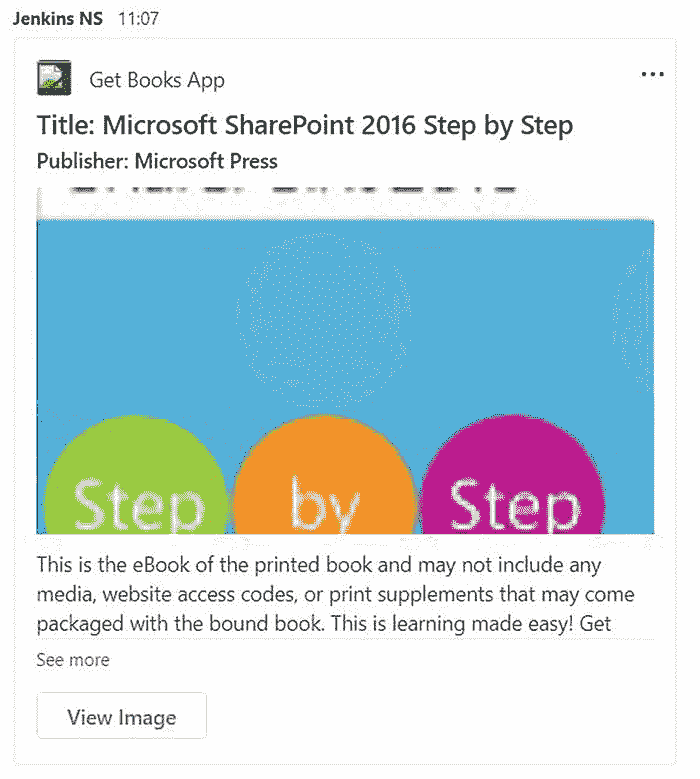 Jenkins NS 11:07
Get Books App
Title: Microsoft SharePoint 2016 Step by Step
Publisher: Microsoft Press
Step by Step
This is the eBook of the printed book and may not include any
media, website access codes, or print supplements that may come
packaged with the bound book. This is learning made easy! Get
See more
View Image